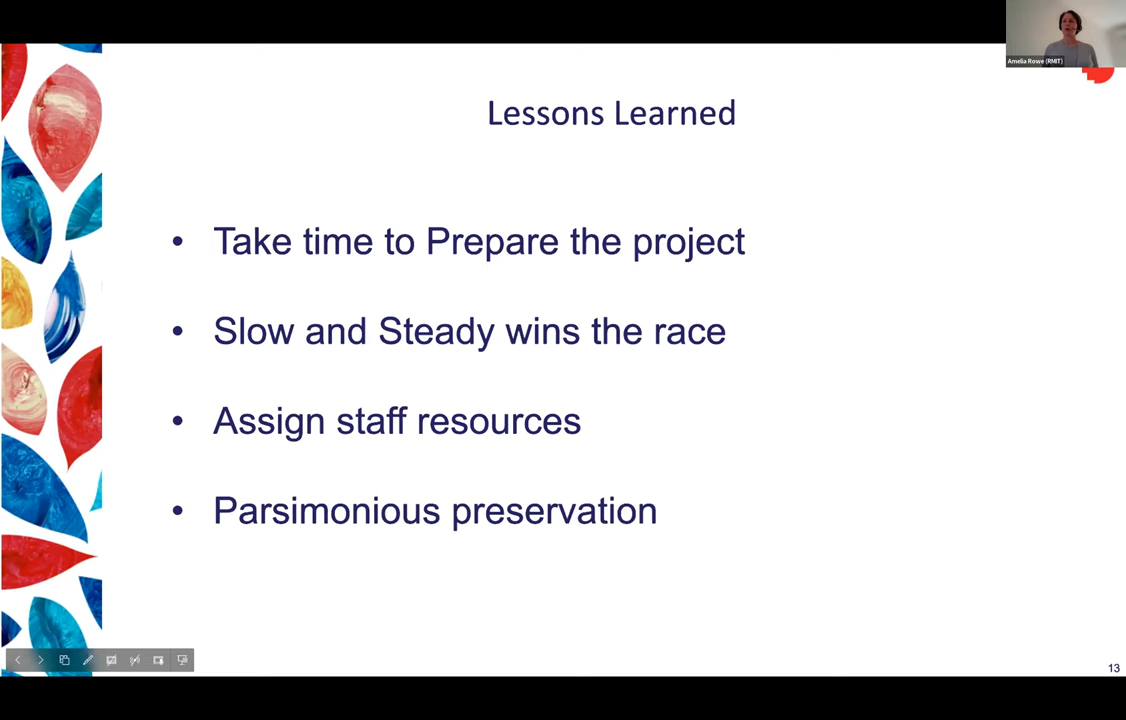 Amelia Rowe (RMIT)
Lessons Learned
• Take time to Prepare the project
• Slow and Steady wins the race
• Assign staff resources
• Parsimonious preservation
13